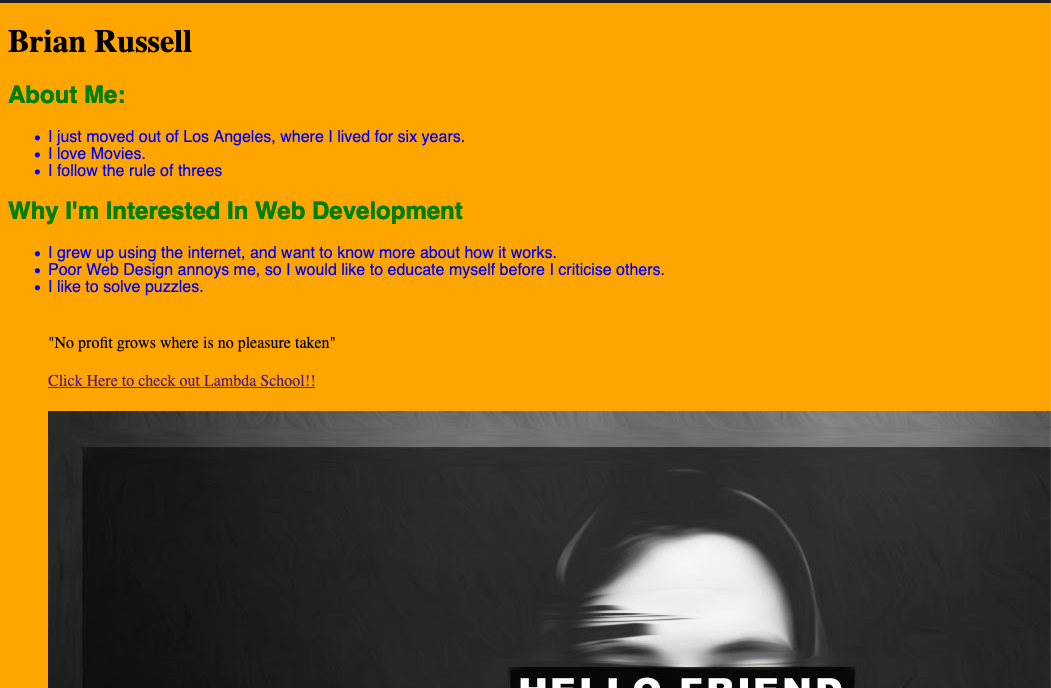 Brian Russell
About Me:
I just moved out of Los Angeles, where I lived for six years.
I love Movies.
I follow the rule of threes
Why I'm Interested In Web Development
I grew up using the internet, and want to know more about how it works.
Poor Web Design annoys me, so I would like to educate myself before I criticise others.
I like to solve puzzles.
"No profit grows where is no pleasure taken"
Click Here to check out Lambda School!!
HELLO FRIEND